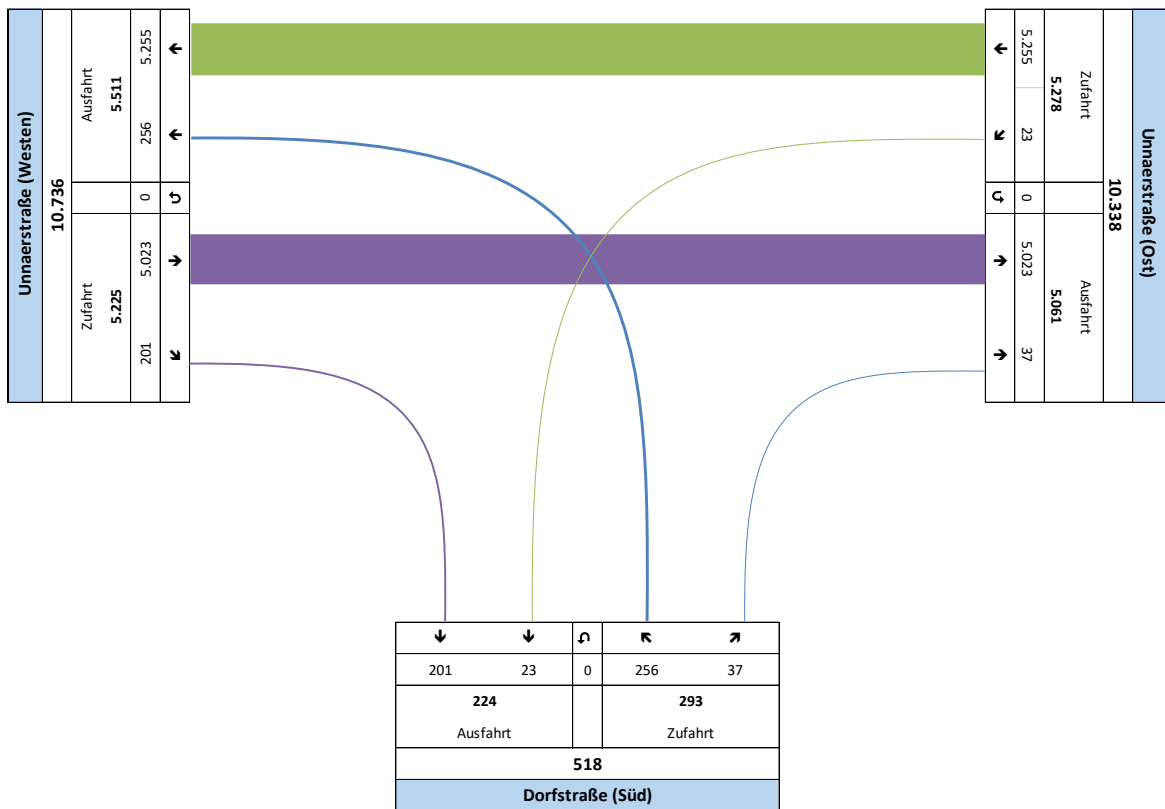 Unnaerstraße (Westen)
10.736
Ausfahrt
5.511
Zufahrt
5.225
5.255
256
0
5.023
201
5.255
23
0
5.023
37
Zufahrt
5.278
Ausfahrt
5.061
10.338
Unnaerstraße (Ost)
201 23 0 256 37
224 293
Ausfahrt Zufahrt
518
Dorfstraße (Süd)